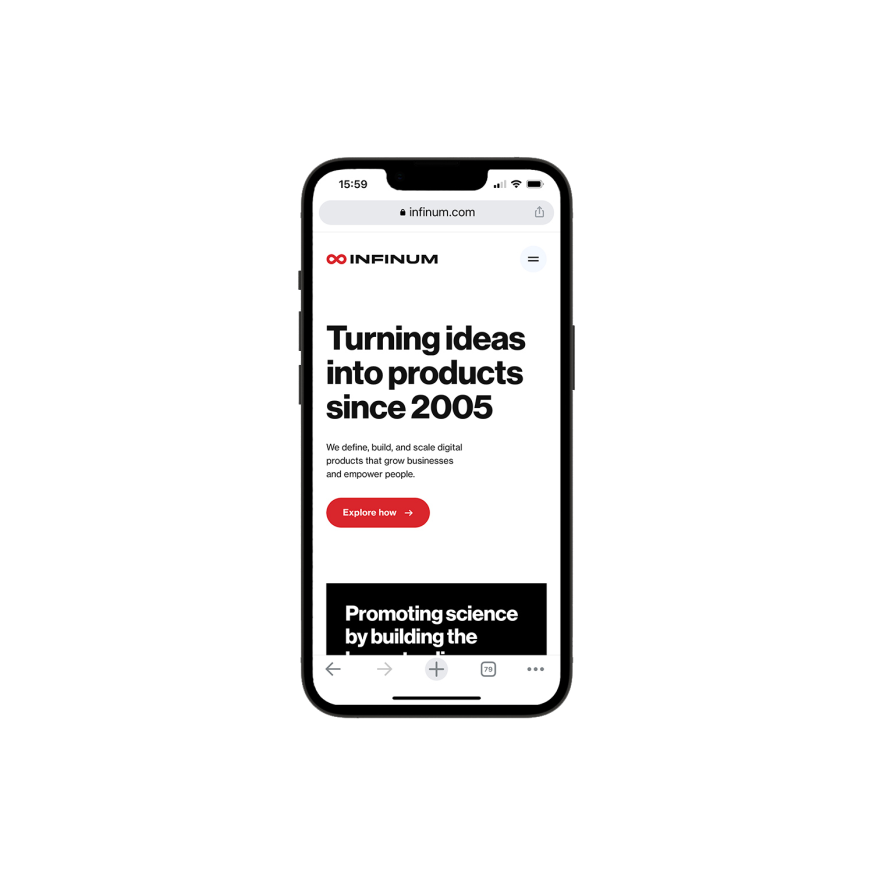 15:59
infinum.com
INFINUM
Turning ideas
into products
since 2005
We define, build, and scale digital
products that grow businesses
and empower people.
Explore how →
Promoting science
by building the
79